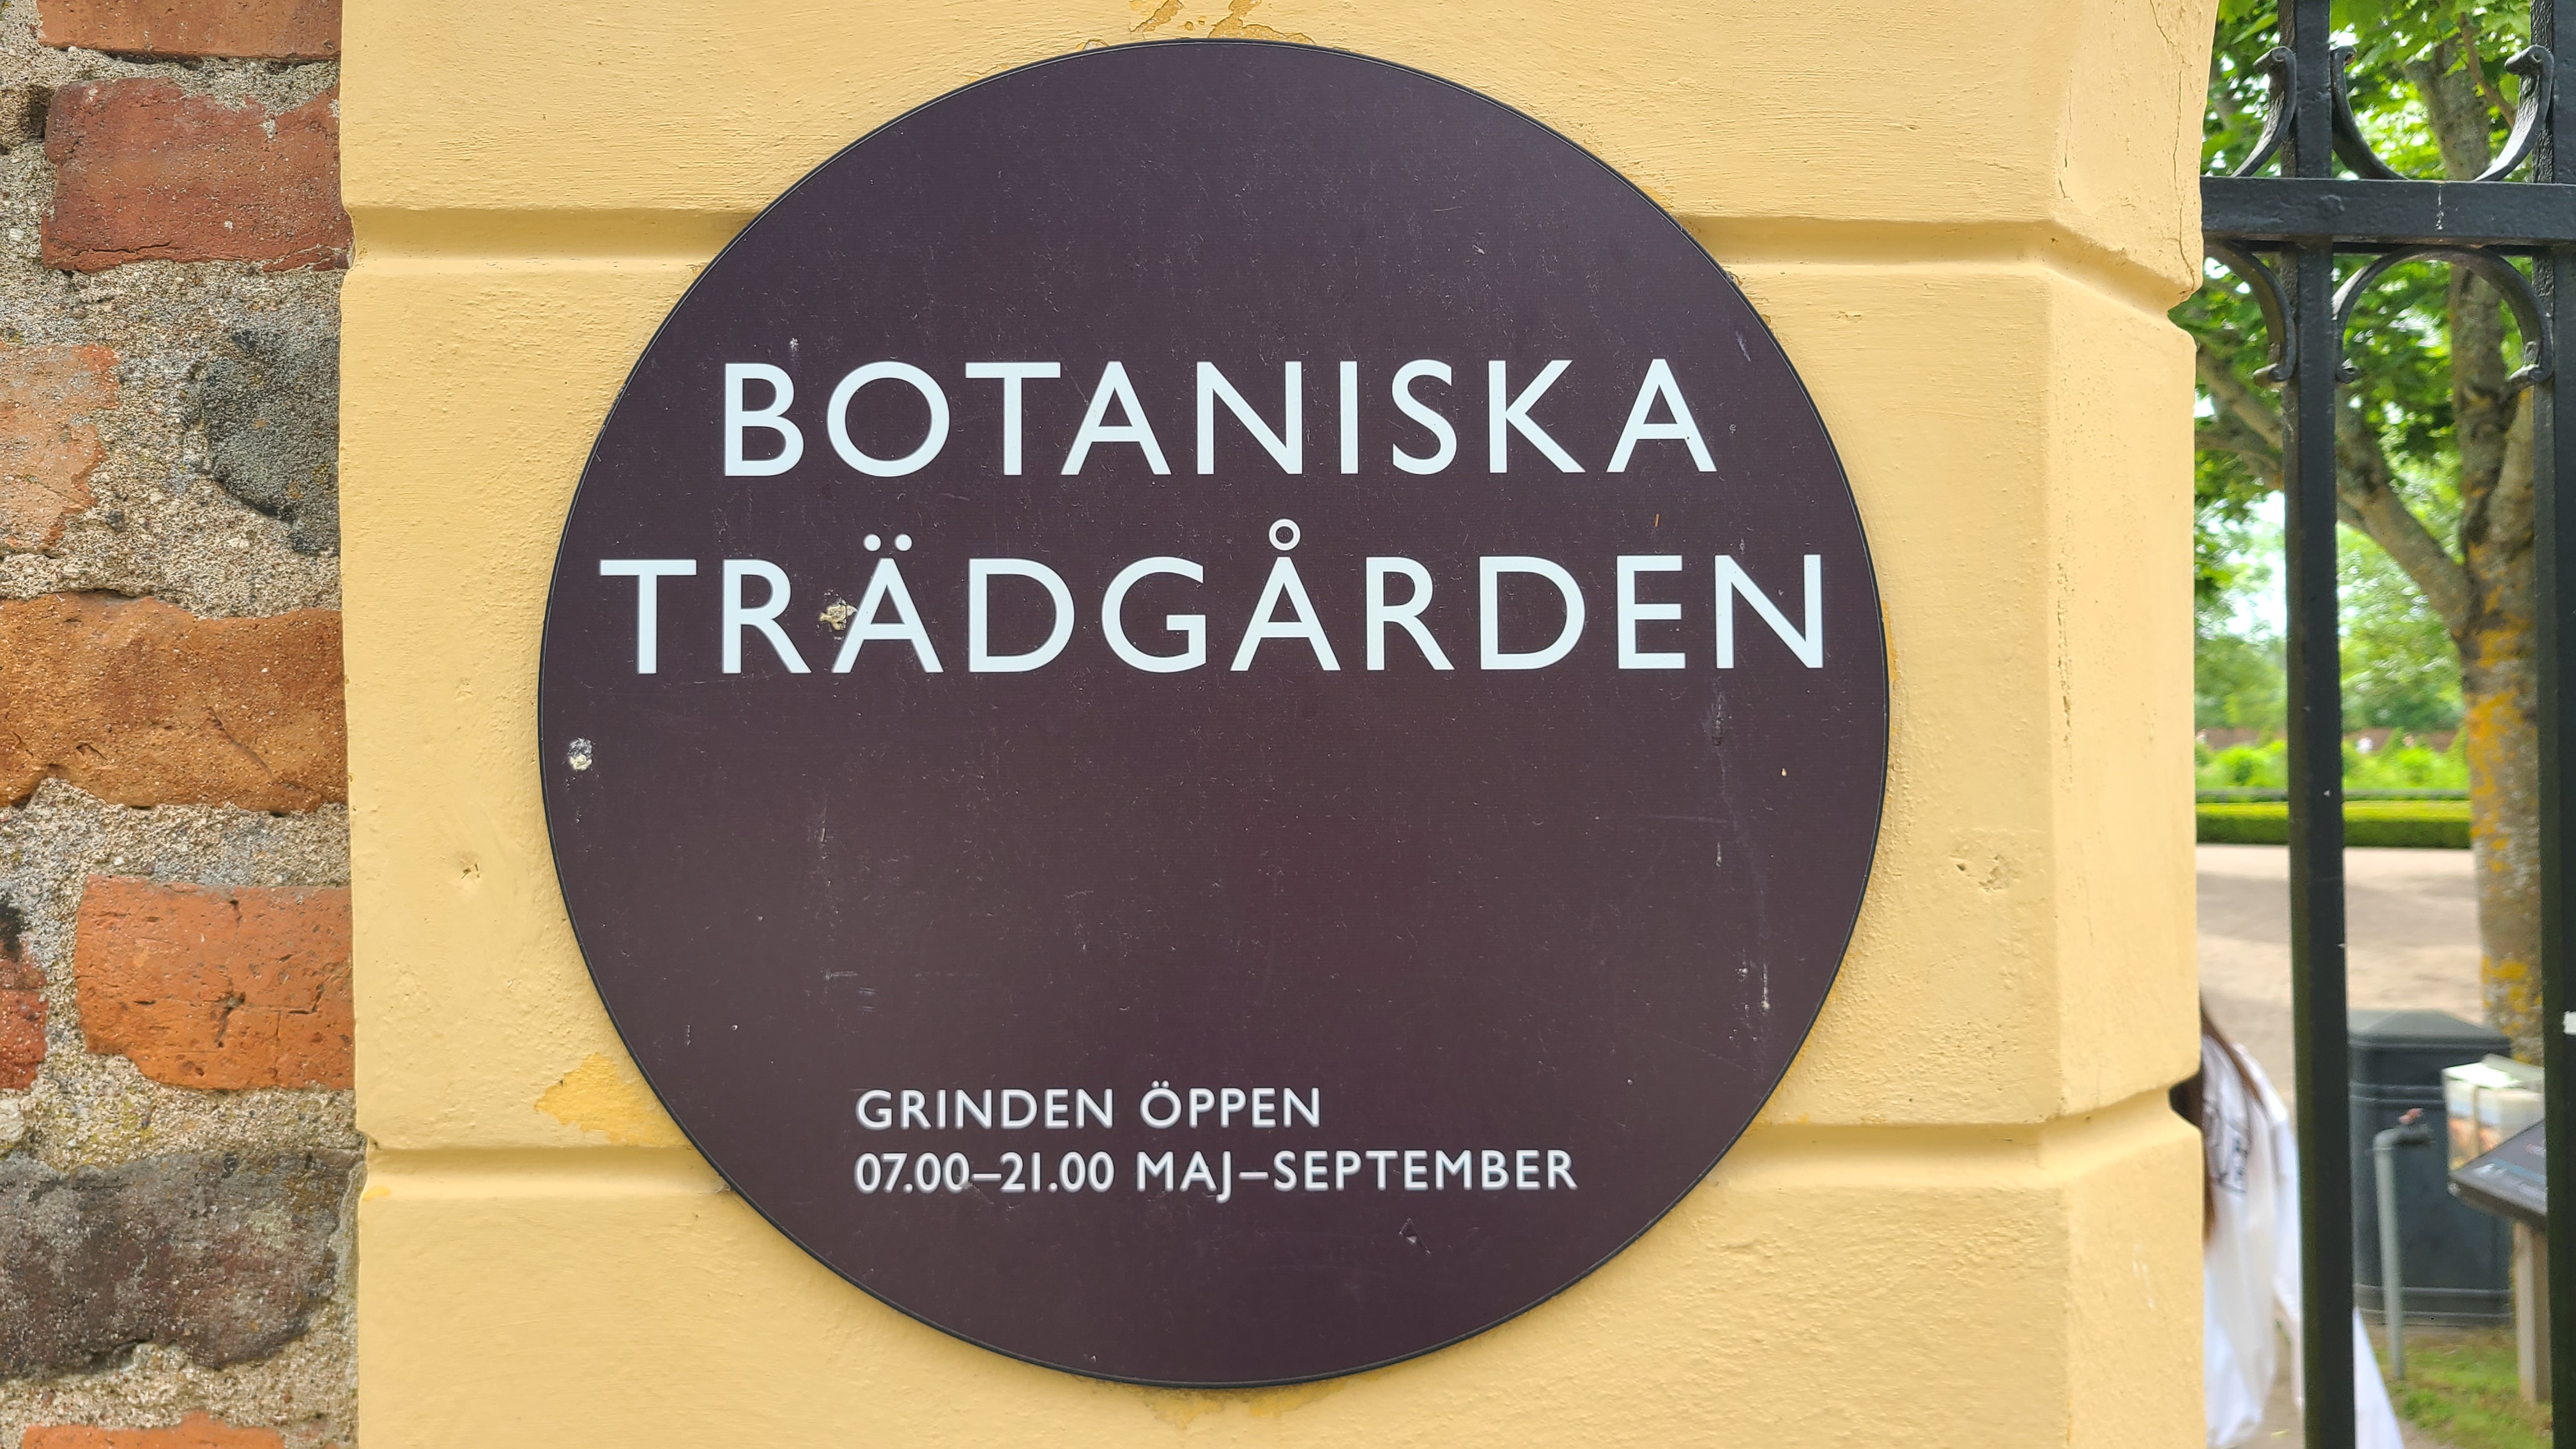 BOTANISKA
TRÄDGÅRDEN
GRINDEN ÖPPEN
07.00–21.00 MAJ–SEPTEMBER